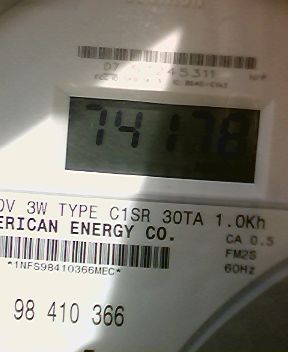 74178
V 3W TYPE C1SR 30TA 1.0Kh
ERICAN ENERGY CO.
CA 0.5
FM2S
60Hz
*1NFS98410366MEC*
98 410 366